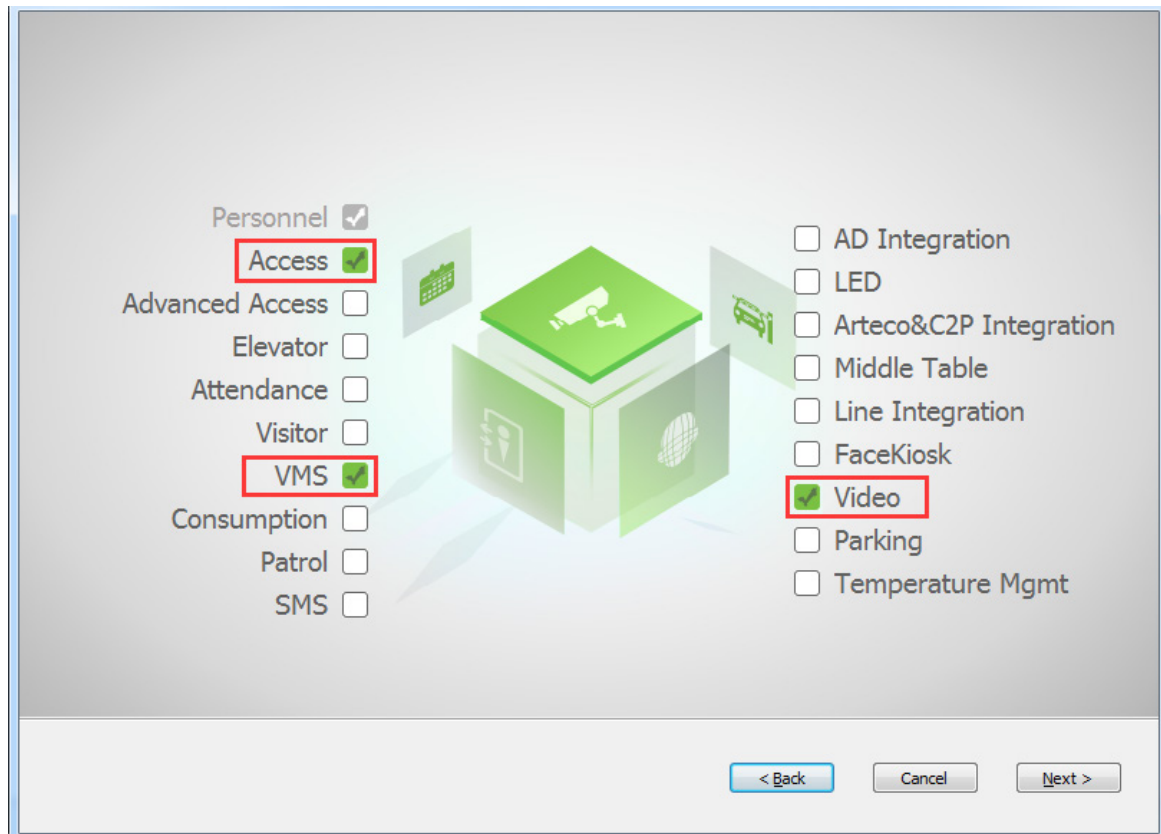 Personnel
Access
Advanced Access
Elevator
Attendance
Visitor
VMS
Consumption
Patrol
SMS
AD Integration
LED
Arteco&C2P Integration
Middle Table
Line Integration
FaceKiosk
Video
Parking
Temperature Mgmt
< Back
Cancel
Next >